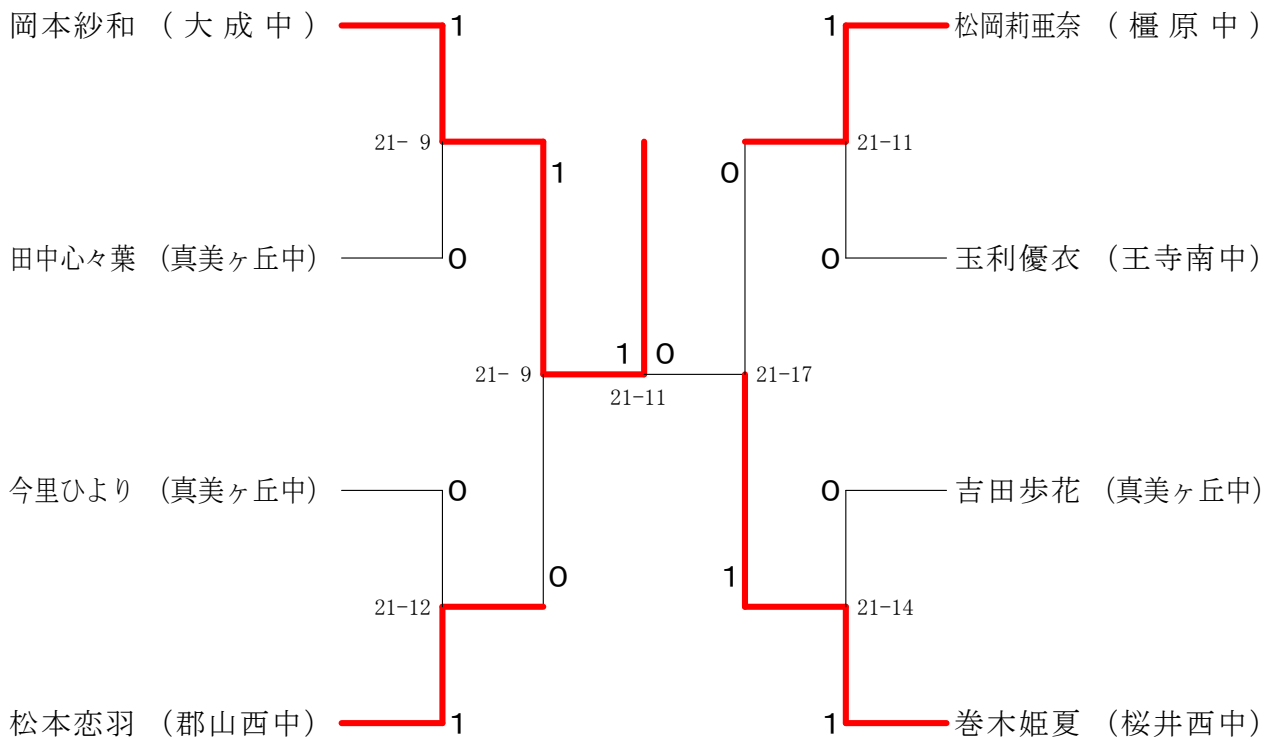 岡本紗和 (大成中) 1 1 松岡莉亜奈 (橿原中)
21- 9 21-11
1 0
田中心々葉 (真美ヶ丘中) 0 0 玉利優衣 (王寺南中)
1 0
21- 9 21-17
21-11
今里ひより (真美ヶ丘中) 0 0 吉田歩花 (真美ヶ丘中)
0 1
21-12 21-14
松本恋羽 (郡山西中) 1 1 巻木姫夏 (桜井西中)